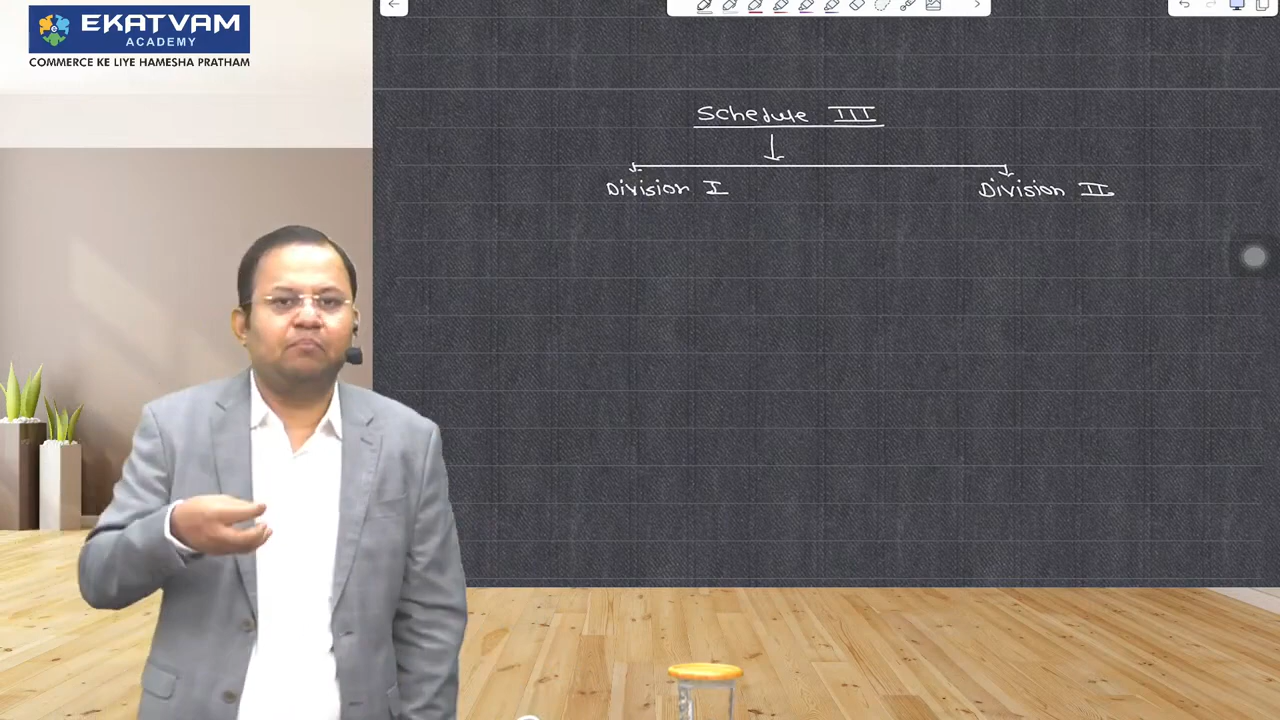 EKATVAM
ACADEMY
COMMERCE KE LIYE HAMESHA PRATHAM
Schedule III
Division I
Division II